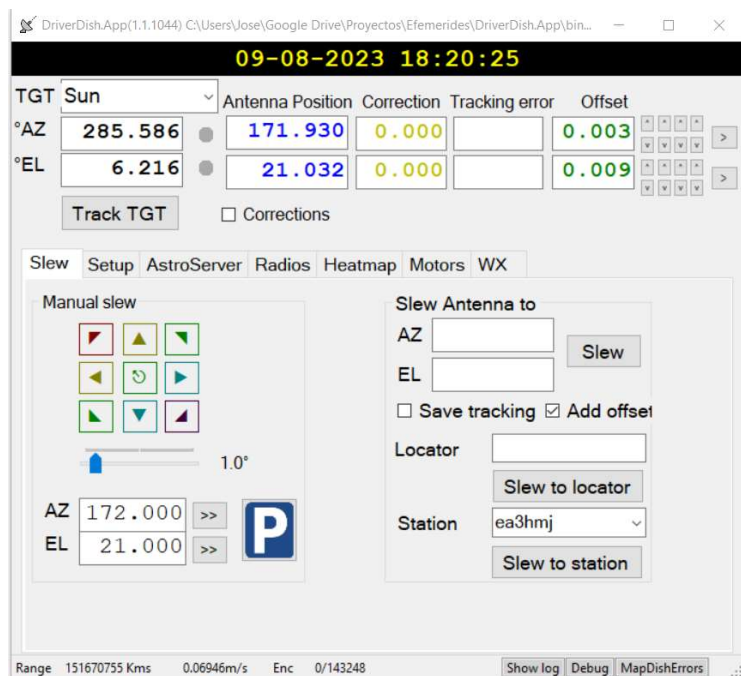 DriverDish.App(1.1.1044) C:\Users\Jose\Google Drive\Proyectos\Efemerides\DriverDish.App\bin...
09-08-2023 18:20:25
TGT Sun Antenna Position Correction Tracking error Offset
°AZ 285.586 171.930 0.000 0.003 >
°EL 6.216 21.032 0.000 0.009 >
Track TGT Corrections
Slew Setup AstroServer Radios Heatmap Motors WX
Manual slew
1.0°
AZ 172.000 >>
EL 21.000 >>
P
Slew Antenna to
AZ
Slew
EL
Save tracking Add offset
Locator
Slew to locator
Station ea3hmj
Slew to station
Range 151670755 Kms 0.06946m/s Enc 0/143248 Show log Debug MapDishErrors